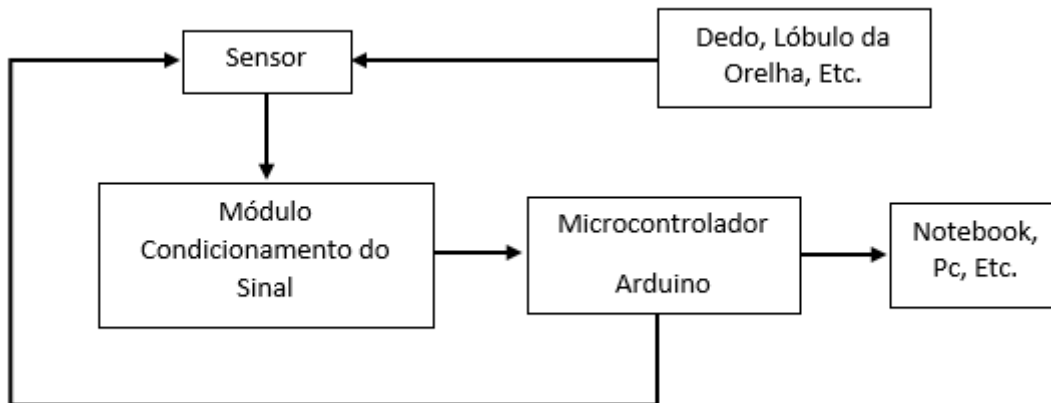 Sensor
Dedo, Lóbulo da
Orelha, Etc.
Módulo
Condicionamento do
Sinal
Microcontrolador
Arduino
Notebook,
Pc, Etc.